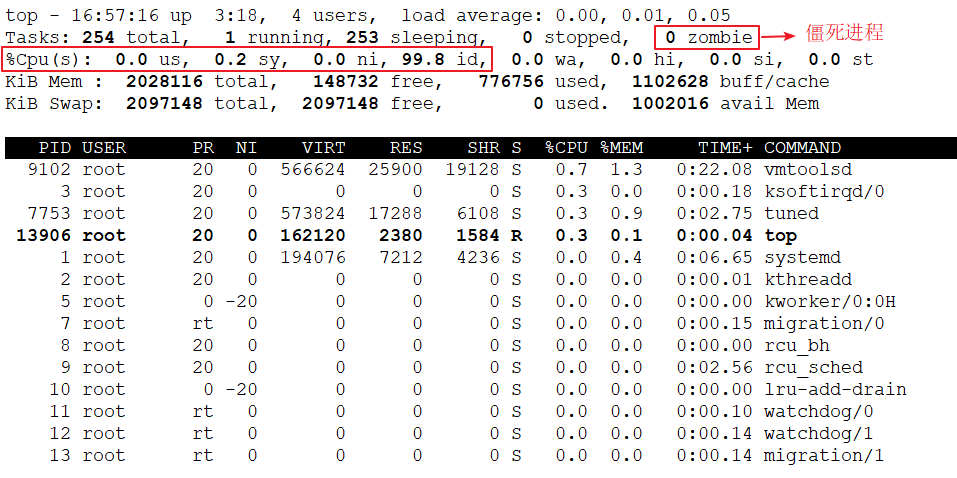 top - 16:57:16 up  3:18,  4 users,  load average: 0.00, 0.01, 0.05
Tasks: 254 total,   1 running, 253 sleeping,   0 stopped,   0 zombie 僵死进程
%Cpu(s):  0.0 us,  0.2 sy,  0.0 ni, 99.8 id,  0.0 wa,  0.0 hi,  0.0 si,  0.0 st
KiB Mem :  2028116 total,   148732 free,   776756 used,  1102628 buff/cache
KiB Swap:  2097148 total,  2097148 free,        0 used.  1002016 avail Mem
   PID USER      PR  NI    VIRT    RES    SHR S  %CPU %MEM     TIME+ COMMAND
  9102 root      20   0  566624  25900  19128 S   0.7  1.3   0:22.08 vmtoolsd
     3 root      20   0       0      0      0 S   0.3  0.0   0:00.18 ksoftirqd/0
  7753 root      20   0  573824  17288   6108 S   0.3  0.9   0:02.75 tuned
 13906 root      20   0  162120   2380   1584 R   0.3  0.1   0:00.04 top
     1 root      20   0  194076   7212   4236 S   0.0  0.4   0:06.65 systemd
     2 root      20   0       0      0      0 S   0.0  0.0   0:00.01 kthreadd
     5 root       0 -20       0      0      0 S   0.0  0.0   0:00.00 kworker/0:0H
     7 root      rt   0       0      0      0 S   0.0  0.0   0:00.15 migration/0
     8 root      20   0       0      0      0 S   0.0  0.0   0:00.00 rcu_bh
     9 root      20   0       0      0      0 S   0.0  0.0   0:02.56 rcu_sched
    10 root       0 -20       0      0      0 S   0.0  0.0   0:00.00 lru-add-drain
    11 root      rt   0       0      0      0 S   0.0  0.0   0:00.10 watchdog/0
    12 root      rt   0       0      0      0 S   0.0  0.0   0:00.14 watchdog/1
    13 root      rt   0       0      0      0 S   0.0  0.0   0:00.14 migration/1